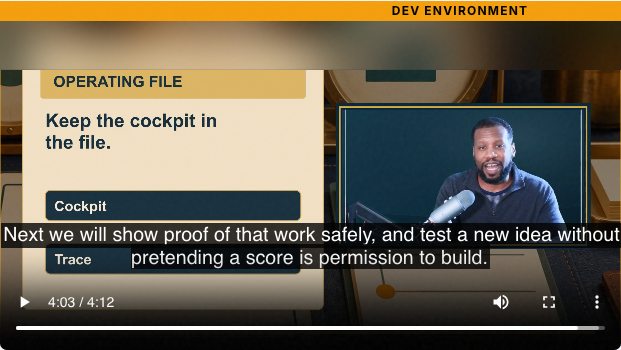 DEV ENVIRONMENT
OPERATING FILE
Keep the cockpit in
the file.
Cockpit
Next we will show proof of that work safely, and test a new idea without
Trace
pretending a score is permission to build.
4:03 / 4:12